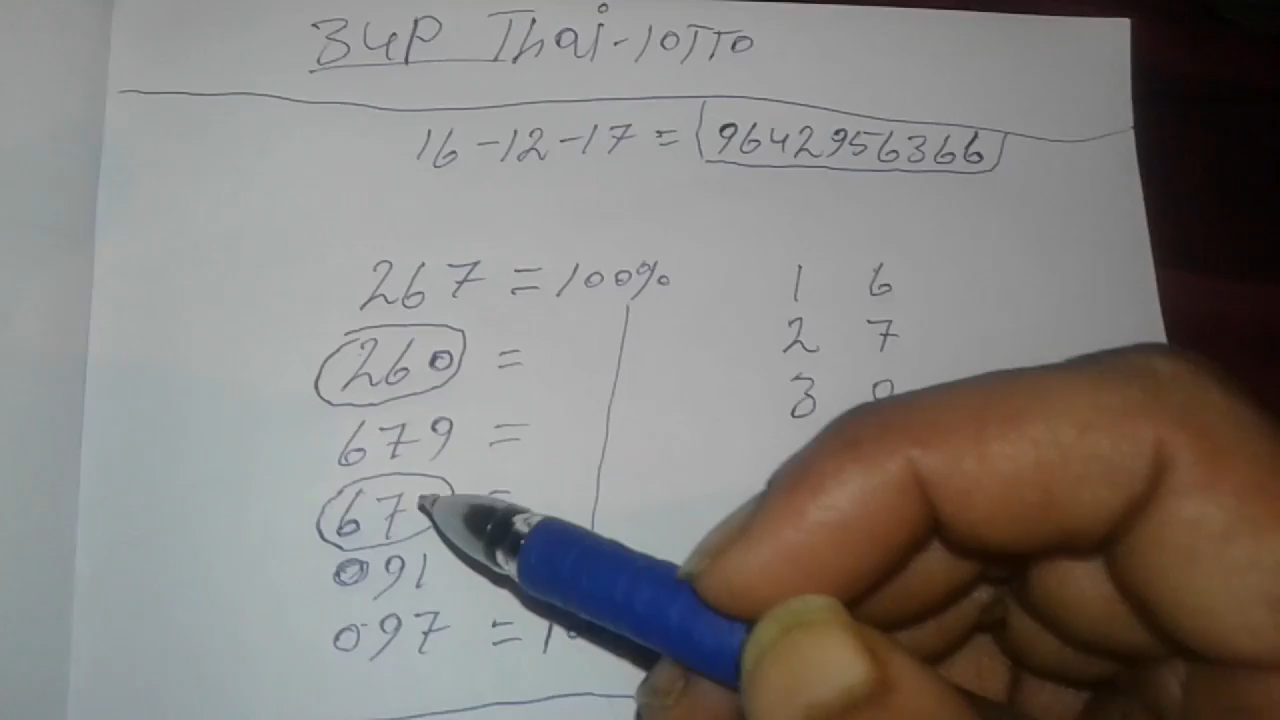 3UP Thai-lOTTO
16-12-17 = 9642956366
267 = 100%
260 =
679 =
67 =
091
097 = 1
1 6
2 7
3